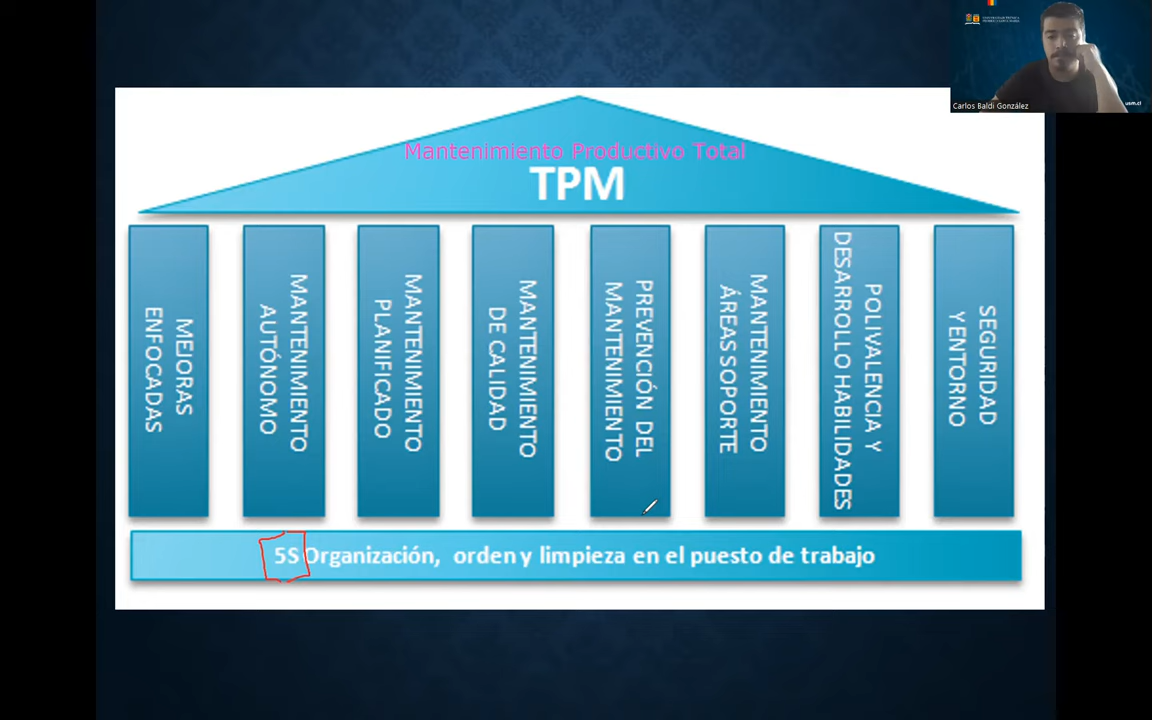 Carlos Baldi González
usm.cl
Mantenimiento Productivo Total
TPM
MEJORAS
ENFOCADAS
MANTENIMIENTO
AUTÓNOMO
MANTENIMIENTO
PLANIFICADO
MANTENIMIENTO
DE CALIDAD
PREVENCIÓN DEL
MANTENIMIENTO
MANTENIMIENTO
ÁREAS SOPORTE
POLIVALENCIA Y
DESARROLLO HABILIDADES
SEGURIDAD
Y ENTORNO
5S Organización, orden y limpieza en el puesto de trabajo